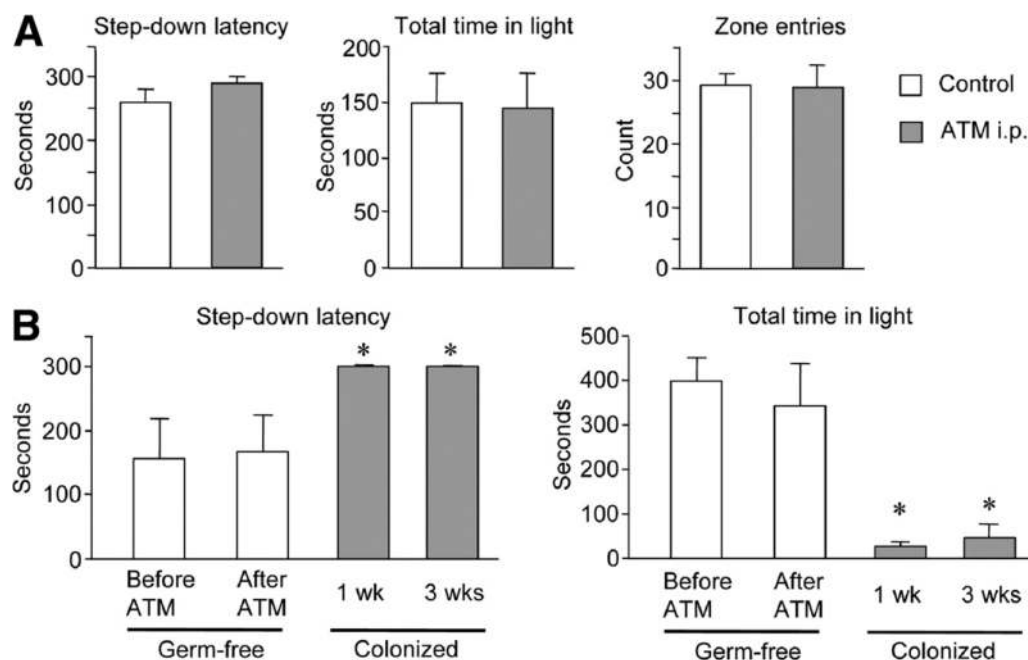 A
Step-down latency
Seconds
300
200
100
0
Total time in light
Seconds
200
150
100
50
0
Zone entries
Count
30
20
10
0
Control
ATM i.p.
B
Step-down latency
Seconds
300
200
100
0
Before ATM
After ATM
1 wk
3 wks
* *
Germ-free
Colonized
Total time in light
Seconds
500
400
300
200
100
0
* *
Before ATM
After ATM
1 wk
3 wks
Germ-free
Colonized